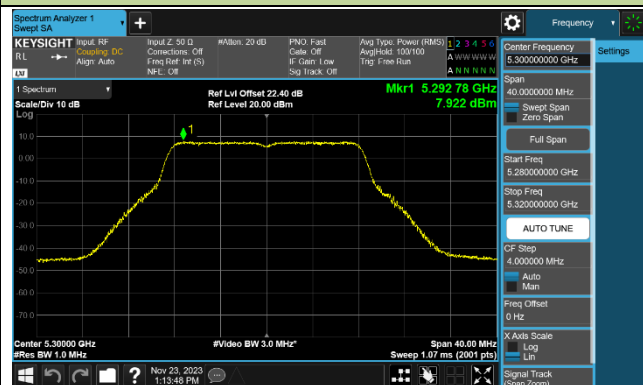 Spectrum Analyzer 1
Swept SA
Frequency
KEYSIGHT
Input: RF
Input Z: 50 Ω
#Atten: 20 dB
PNO: Fast
Avg Type: Power (RMS)
1 2 3 4 5 6
RL
Coupling: DC
Corrections: Off
Gate: Off
Avg|Hold: 100/100
A W W W W W
Align: Auto
Freq Ref: Int (S)
IF Gain: Low
Trig: Free Run
NFE: Off
Sig Track: Off
A N N N N N
LXI
1 Spectrum
Ref Lvl Offset 22.40 dB
Mkr1 5.292 78 GHz
Scale/Div 10 dB
Ref Level 20.00 dBm
7.922 dBm
Log
1
10.0
0.00
-10.0
-20.0
-30.0
-40.0
-50.0
-60.0
-70.0
Center 5.30000 GHz
#Video BW 3.0 MHz*
Span 40.00 MHz
#Res BW 1.0 MHz
Sweep 1.07 ms (2001 pts)
Center Frequency
5.300000000 GHz
Settings
Span
40.0000000 MHz
Swept Span
Zero Span
Full Span
Start Freq
5.280000000 GHz
Stop Freq
5.320000000 GHz
AUTO TUNE
CF Step
4.000000 MHz
Auto
Man
Freq Offset
0 Hz
X Axis Scale
Log
Lin
Signal Track
(Span Zoom)
Nov 23, 2023
1:13:48 PM